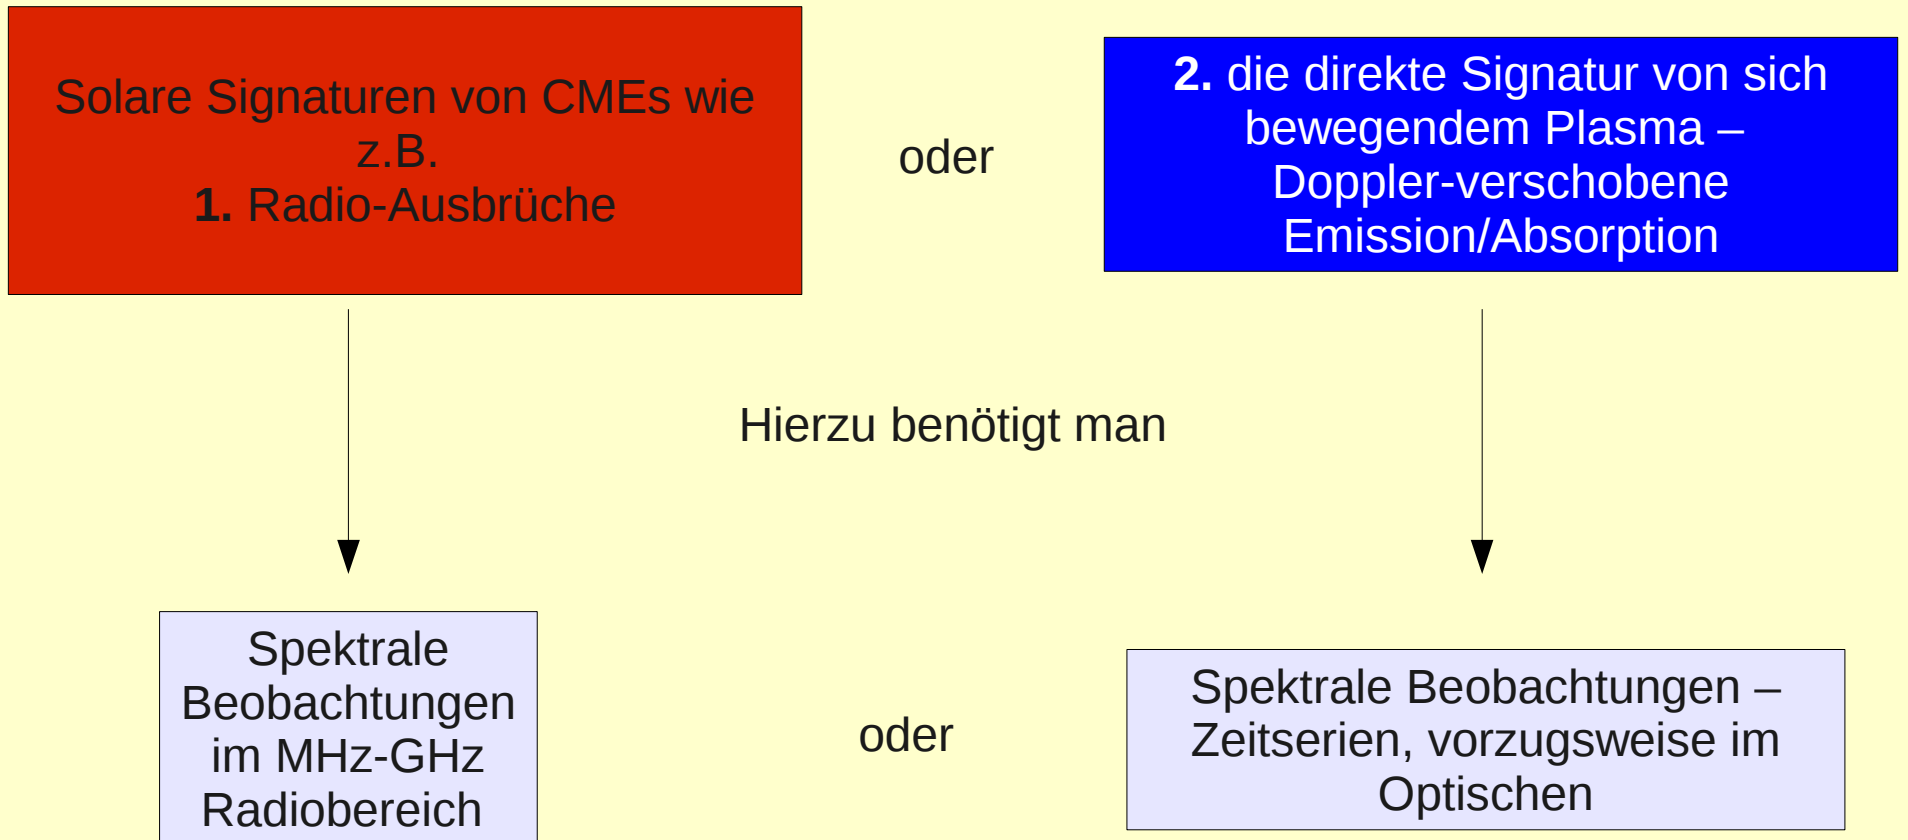 Solare Signaturen von CMEs wie
z.B.
1. Radio-Ausbrüche
oder
2. die direkte Signatur von sich
bewegendem Plasma –
Doppler-verschobene
Emission/Absorption
Hierzu benötigt man
Spektrale
Beobachtungen
im MHz-GHz
Radiobereich
oder
Spektrale Beobachtungen –
Zeitserien, vorzugsweise im
Optischen